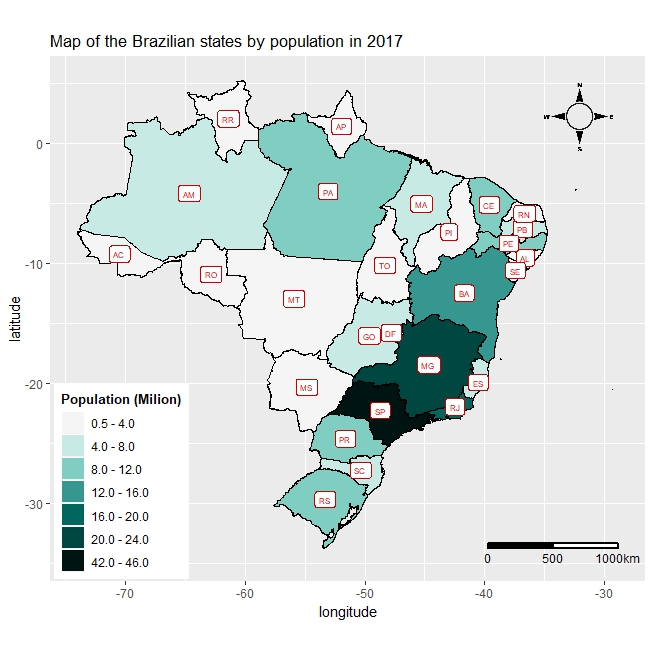 Map of the Brazilian states by population in 2017
N
W E
S
RR
AP
0
AM
PA
MA
CE
RN
PB
PI
PE
AL
AC
RO
TO
SE
-10
MT
BA
GO
DF
MG
MS
ES
-20
SP
RJ
PR
SC
RS
-30
latitude
Population (Milion)
0.5 - 4.0
4.0 - 8.0
8.0 - 12.0
12.0 - 16.0
16.0 - 20.0
20.0 - 24.0
42.0 - 46.0
0 500 1000km
-70 -60 -50 -40 -30
longitude